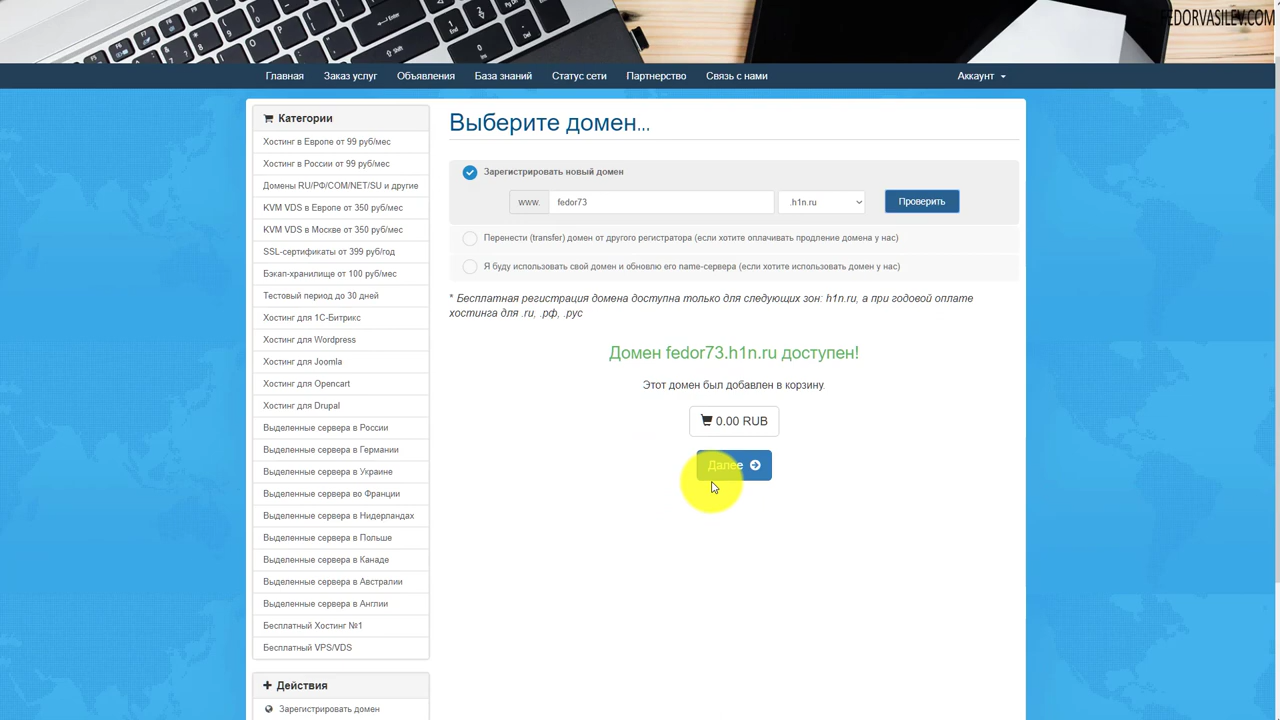 FEDORVASILEV.COM
Главная Заказ услуг Объявления База знаний Статус сети Партнерство Связь с нами Аккаунт
Категории
Хостинг в Европе от 99 руб/мес
Хостинг в России от 99 руб/мес
Домены RU/РФ/COM/NET/SU и другие
KVM VDS в Европе от 350 руб/мес
KVM VDS в Москве от 350 руб/мес
SSL-сертификаты от 399 руб/год
Бэкап-хранилище от 100 руб/мес
Тестовый период до 30 дней
Хостинг для 1С-Битрикс
Хостинг для Wordpress
Хостинг для Joomla
Хостинг для Opencart
Хостинг для Drupal
Выделенные сервера в России
Выделенные сервера в Германии
Выделенные сервера в Украине
Выделенные сервера во Франции
Выделенные сервера в Нидерландах
Выделенные сервера в Польше
Выделенные сервера в Канаде
Выделенные сервера в Австралии
Выделенные сервера в Англии
Бесплатный Хостинг №1
Бесплатный VPS/VDS
Действия
Зарегистрировать домен
Выберите домен...
Зарегистрировать новый домен
www. fedor73 .h1n.ru Проверить
Перенести (transfer) домен от другого регистратора (если хотите оплачивать продление домена у нас)
Я буду использовать свой домен и обновлю его name-сервера (если хотите использовать домен у нас)
* Бесплатная регистрация домена доступна только для следующих зон: h1n.ru, а при годовой оплате
хостинга для .ru, .рф, .рус
Домен fedor73.h1n.ru доступен!
Этот домен был добавлен в корзину.
0.00 RUB
Далее